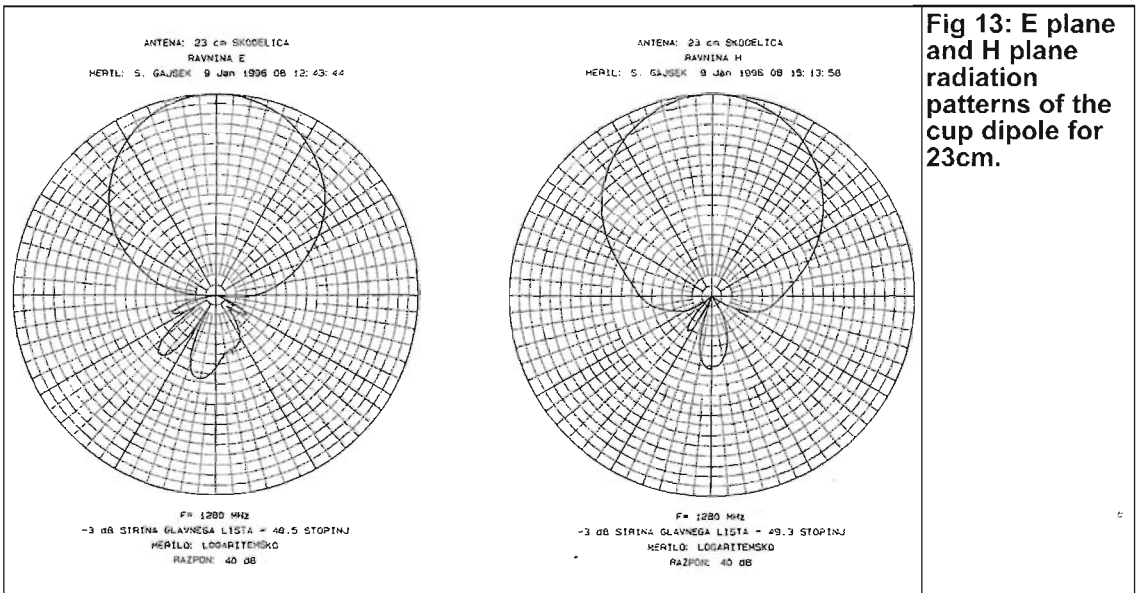 ANTENA: 23 cm SKODELICA
RAVNINA E
MERIL: S. GAJSEK 9 Jan 1996 08 12:43:44
F= 1280 MHz
-3 dB SIRINA GLAVNEGA LISTA = 48.5 STOPINJ
MERILO: LOGARITEMSKO
RAZPON: 40 dB
ANTENA: 23 cm SKODELICA
RAVNINA H
MERIL: S. GAJSEK 9 Jan 1996 08 15:13:58
F= 1280 MHz
-3 dB SIRINA GLAVNEGA LISTA = 49.3 STOPINJ
MERILO: LOGARITEMSKO
RAZPON: 40 dB
Fig 13: E plane
and H plane
radiation
patterns of the
cup dipole for
23cm.